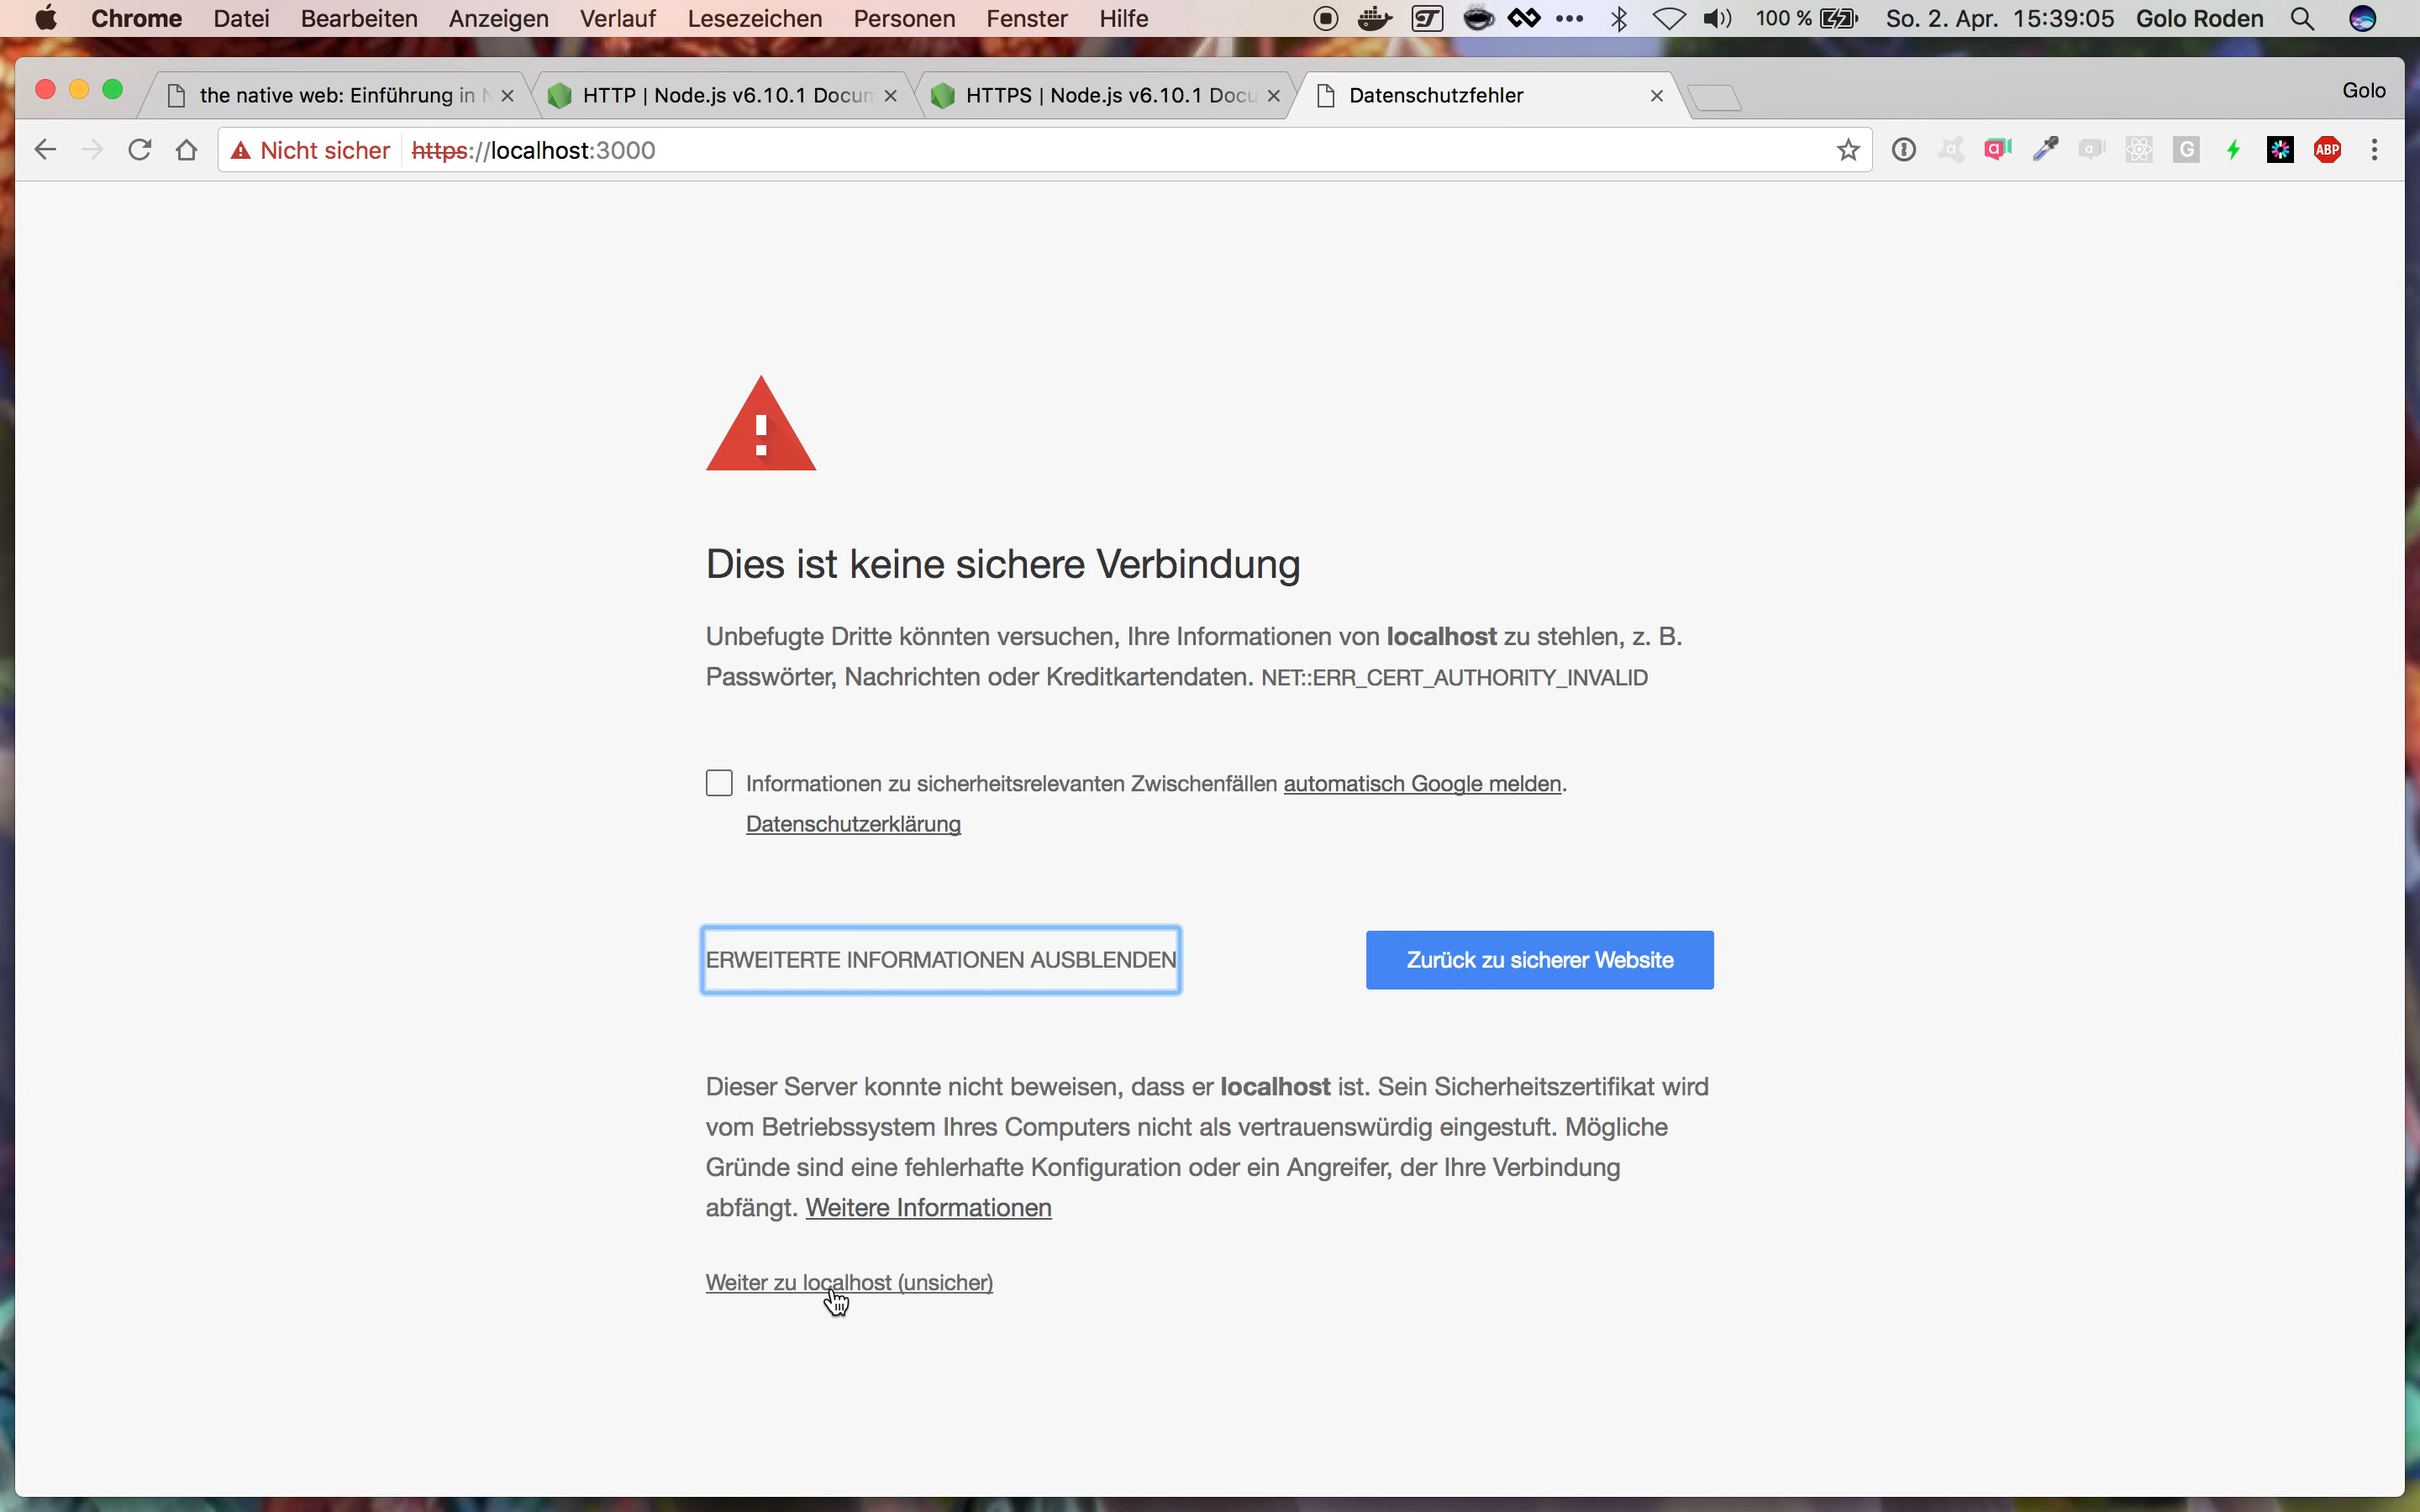 Chrome Datei Bearbeiten Anzeigen Verlauf Lesezeichen Personen Fenster Hilfe 100 % So. 2. Apr. 15:39:05 Golo Roden
the native web: Einführung in HTTP | Node.js v6.10.1 Docum HTTPS | Node.js v6.10.1 Docu Datenschutzfehler Golo
Nicht sicher https://localhost:3000 ABP
Dies ist keine sichere Verbindung
Unbefugte Dritte könnten versuchen, Ihre Informationen von localhost zu stehlen, z. B.
Passwörter, Nachrichten oder Kreditkartendaten. NET::ERR_CERT_AUTHORITY_INVALID
Informationen zu sicherheitsrelevanten Zwischenfällen automatisch Google melden.
Datenschutzerklärung
ERWEITERTE INFORMATIONEN AUSBLENDEN Zurück zu sicherer Website
Dieser Server konnte nicht beweisen, dass er localhost ist. Sein Sicherheitszertifikat wird
vom Betriebssystem Ihres Computers nicht als vertrauenswürdig eingestuft. Mögliche
Gründe sind eine fehlerhafte Konfiguration oder ein Angreifer, der Ihre Verbindung
abfängt. Weitere Informationen
Weiter zu localhost (unsicher)